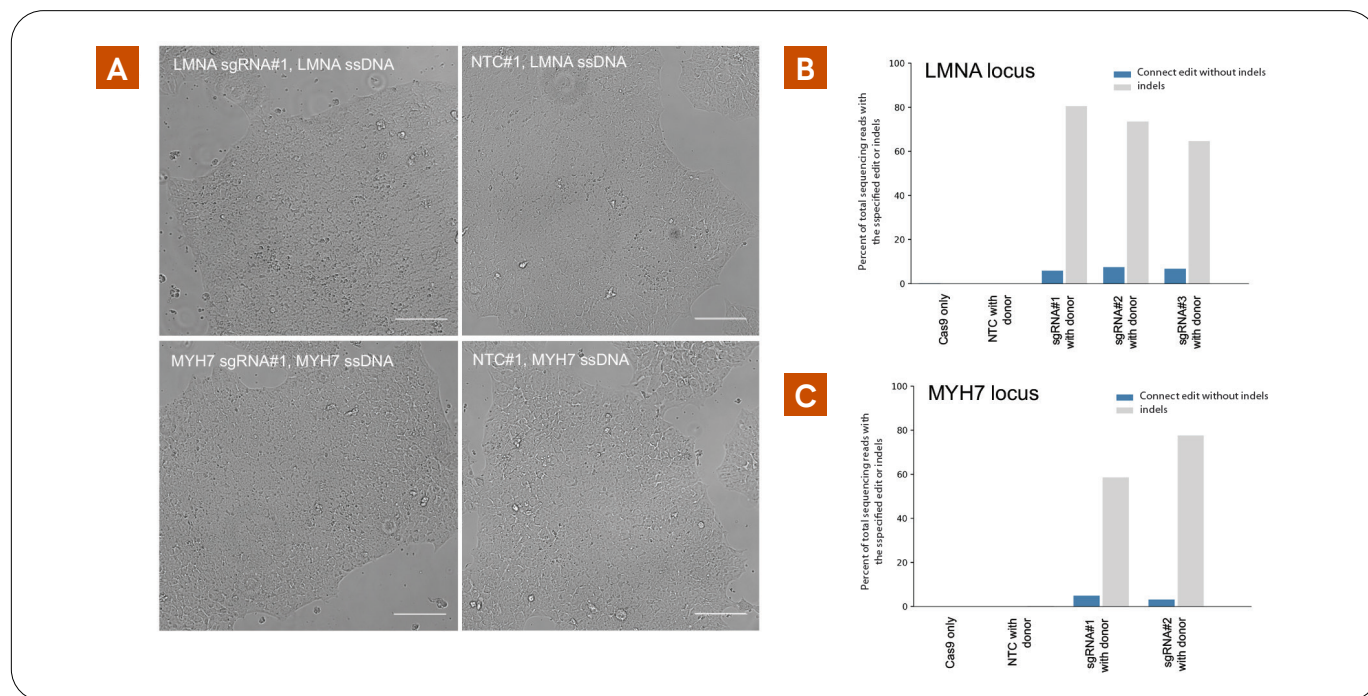 A
LMNA sgRNA#1, LMNA ssDNA
NTC#1, LMNA ssDNA
MYH7 sgRNA#1, MYH7 ssDNA
NTC#1, MYH7 ssDNA
B
LMNA locus
Connect edit without indels
indels
Percent of total sequencing reads with
the sspecified edit or indels
100
80
60
40
20
0
Cas9 only
NTC with
donor
sgRNA#1
with donor
sgRNA#2
with donor
sgRNA#3
with donor
C
MYH7 locus
Connect edit without indels
indels
Percent of total sequencing reads with
the sspecified edit or indels
100
80
60
40
20
0
Cas9 only
NTC with
donor
sgRNA#1
with donor
sgRNA#2
with donor